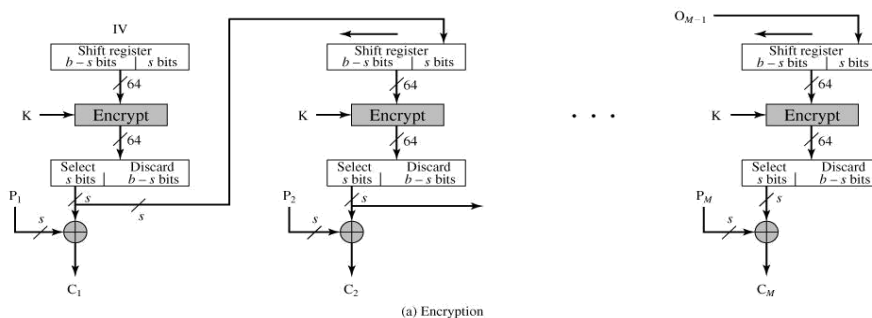 IV
Shift register
b – s bits | s bits
64
K
Encrypt
64
Select Discard
s bits | b – s bits
s
s
P1
s
C1
Shift register
b – s bits | s bits
64
K
Encrypt
64
Select Discard
s bits | b – s bits
s
P2
s
C2
. . .
OM–1
Shift register
b – s bits | s bits
64
K
Encrypt
64
Select Discard
s bits | b – s bits
s
PM
s
CM
(a) Encryption